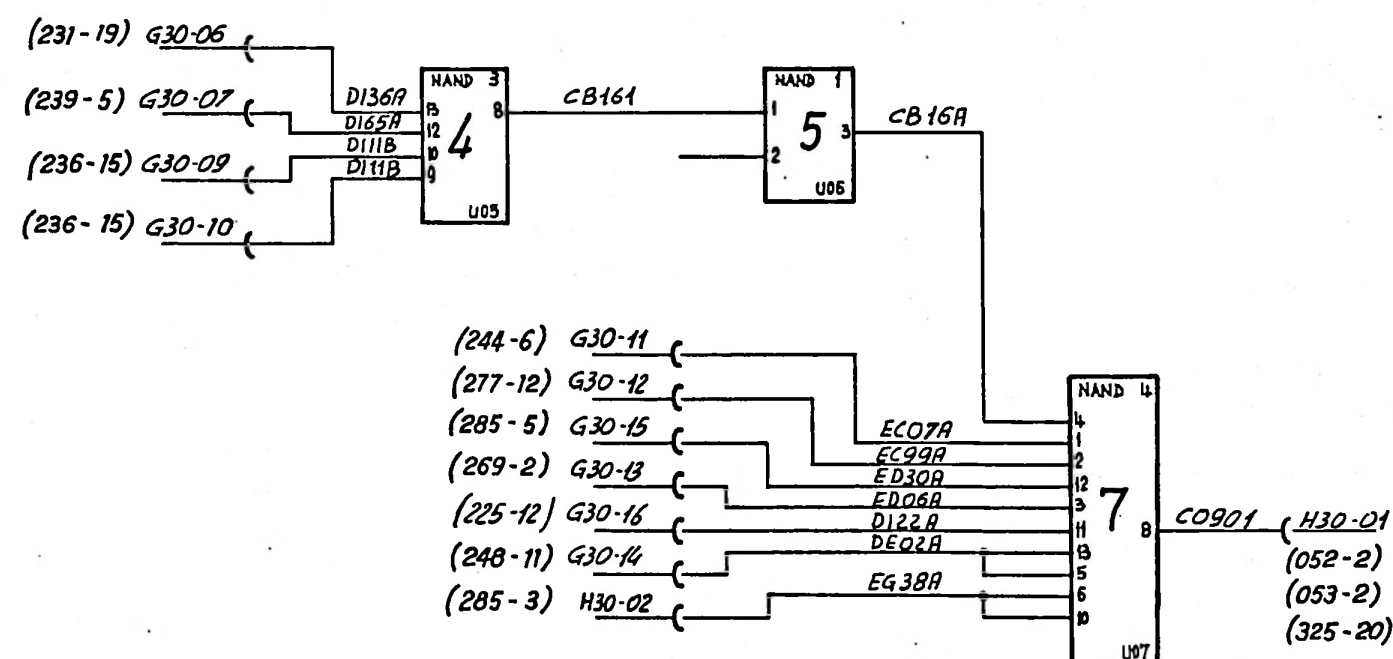 (231-19) G30-06
(239-5) G30-07
(236-15) G30-09
(236-15) G30-10
D136A
D165A
D111B
D111B
NAND 3
13
12
10
9
4
8
U05
CB161
NAND 1
1
2
5
3
U06
CB16A
(244-6) G30-11
(277-12) G30-12
(285-5) G30-15
(269-2) G30-13
(225-12) G30-16
(248-11) G30-14
(285-3) H30-02
EC07A
EC99A
ED30A
ED06A
D122A
DE02A
EG38A
NAND 4
4
1
2
12
3
11
13
5
6
10
7
8
U07
C0901
H30-01
(052-2)
(053-2)
(325-20)